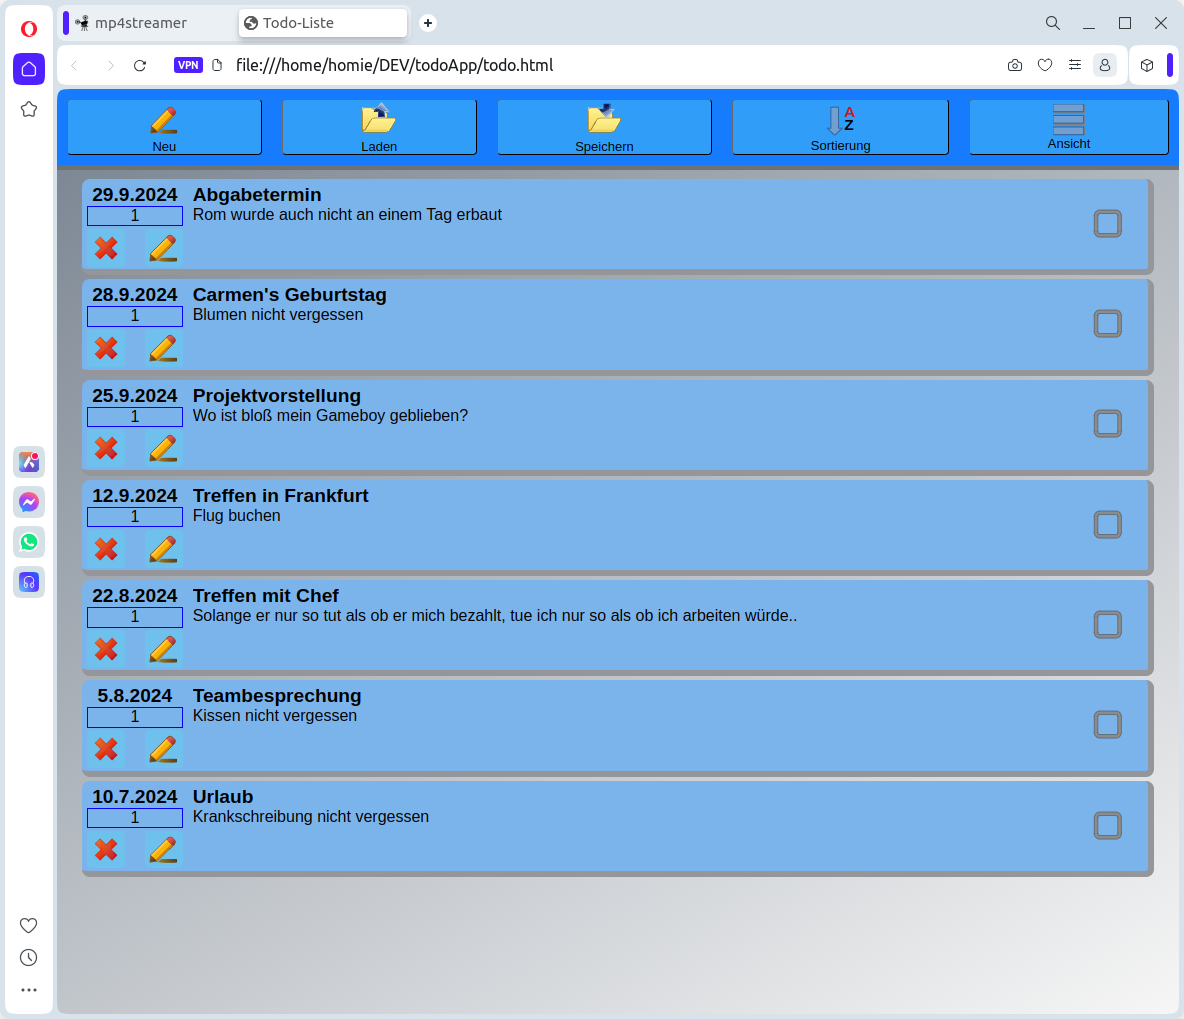 mp4streamer
Todo-Liste
VPN
file:///home/homie/DEV/todoApp/todo.html
Neu
Laden
Speichern
A
Z
Sortierung
Ansicht
29.9.2024 Abgabetermin
1 Rom wurde auch nicht an einem Tag erbaut
28.9.2024 Carmen's Geburtstag
1 Blumen nicht vergessen
25.9.2024 Projektvorstellung
1 Wo ist bloß mein Gameboy geblieben?
12.9.2024 Treffen in Frankfurt
1 Flug buchen
22.8.2024 Treffen mit Chef
1 Solange er nur so tut als ob er mich bezahlt, tue ich nur so als ob ich arbeiten würde..
5.8.2024 Teambesprechung
1 Kissen nicht vergessen
10.7.2024 Urlaub
1 Krankschreibung nicht vergessen